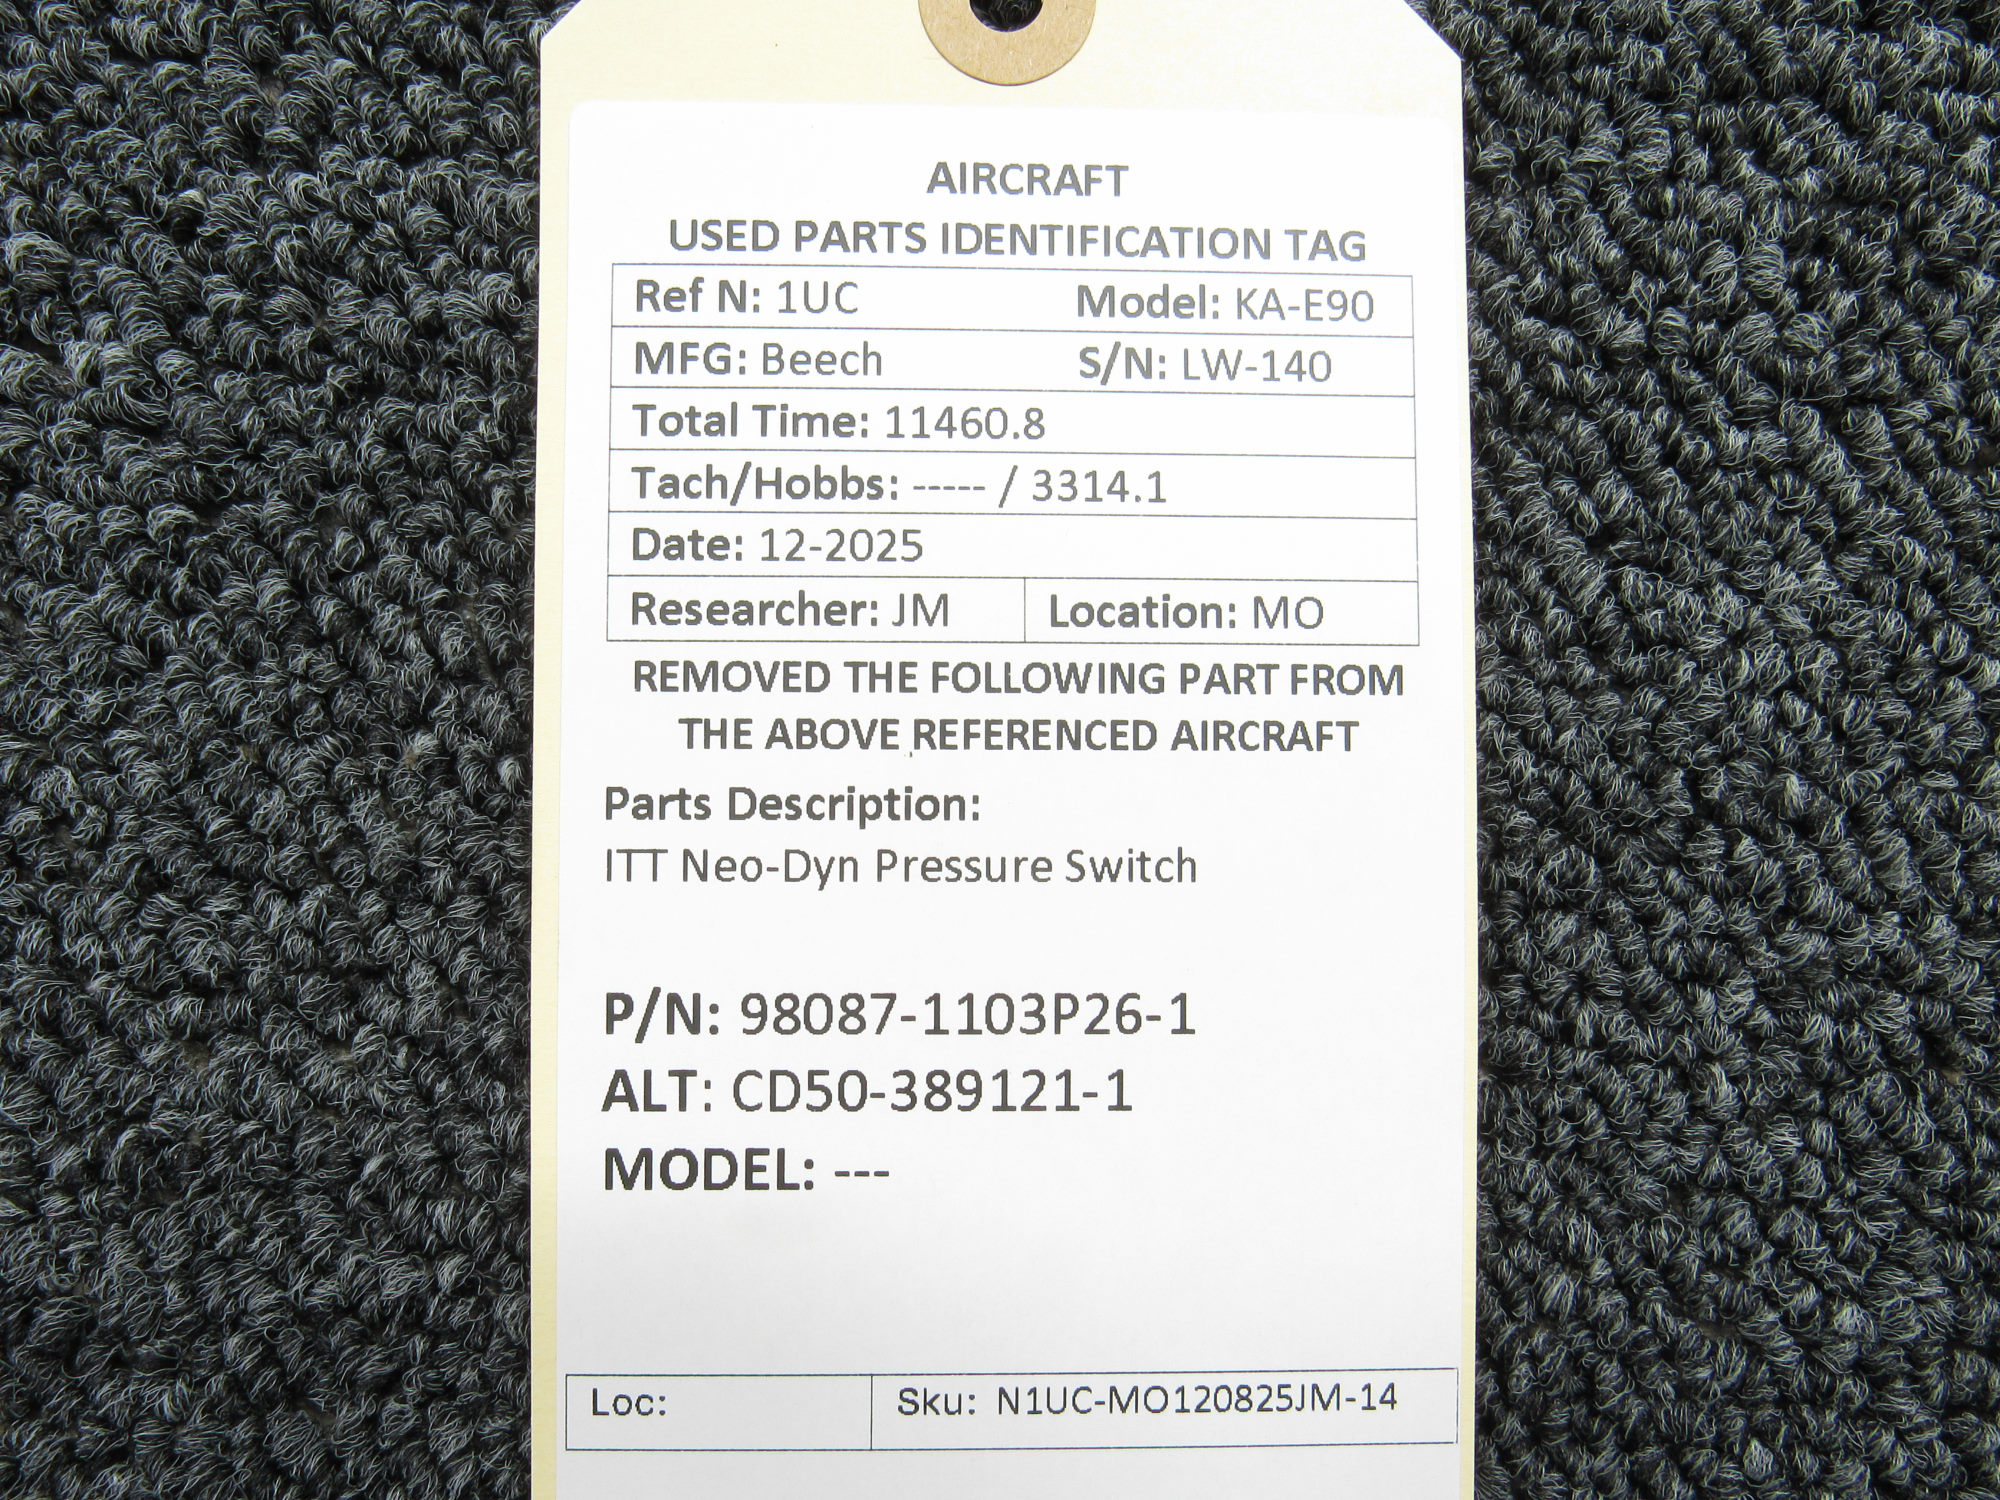 AIRCRAFT
USED PARTS IDENTIFICATION TAG
Ref N: 1UC Model: KA-E90
MFG: Beech S/N: LW-140
Total Time: 11460.8
Tach/Hobbs: ----- / 3314.1
Date: 12-2025
Researcher: JM Location: MO
REMOVED THE FOLLOWING PART FROM
THE ABOVE REFERENCED AIRCRAFT
Parts Description:
ITT Neo-Dyn Pressure Switch
P/N: 98087-1103P26-1
ALT: CD50-389121-1
MODEL: ---
Loc: Sku: N1UC-MO120825JM-14